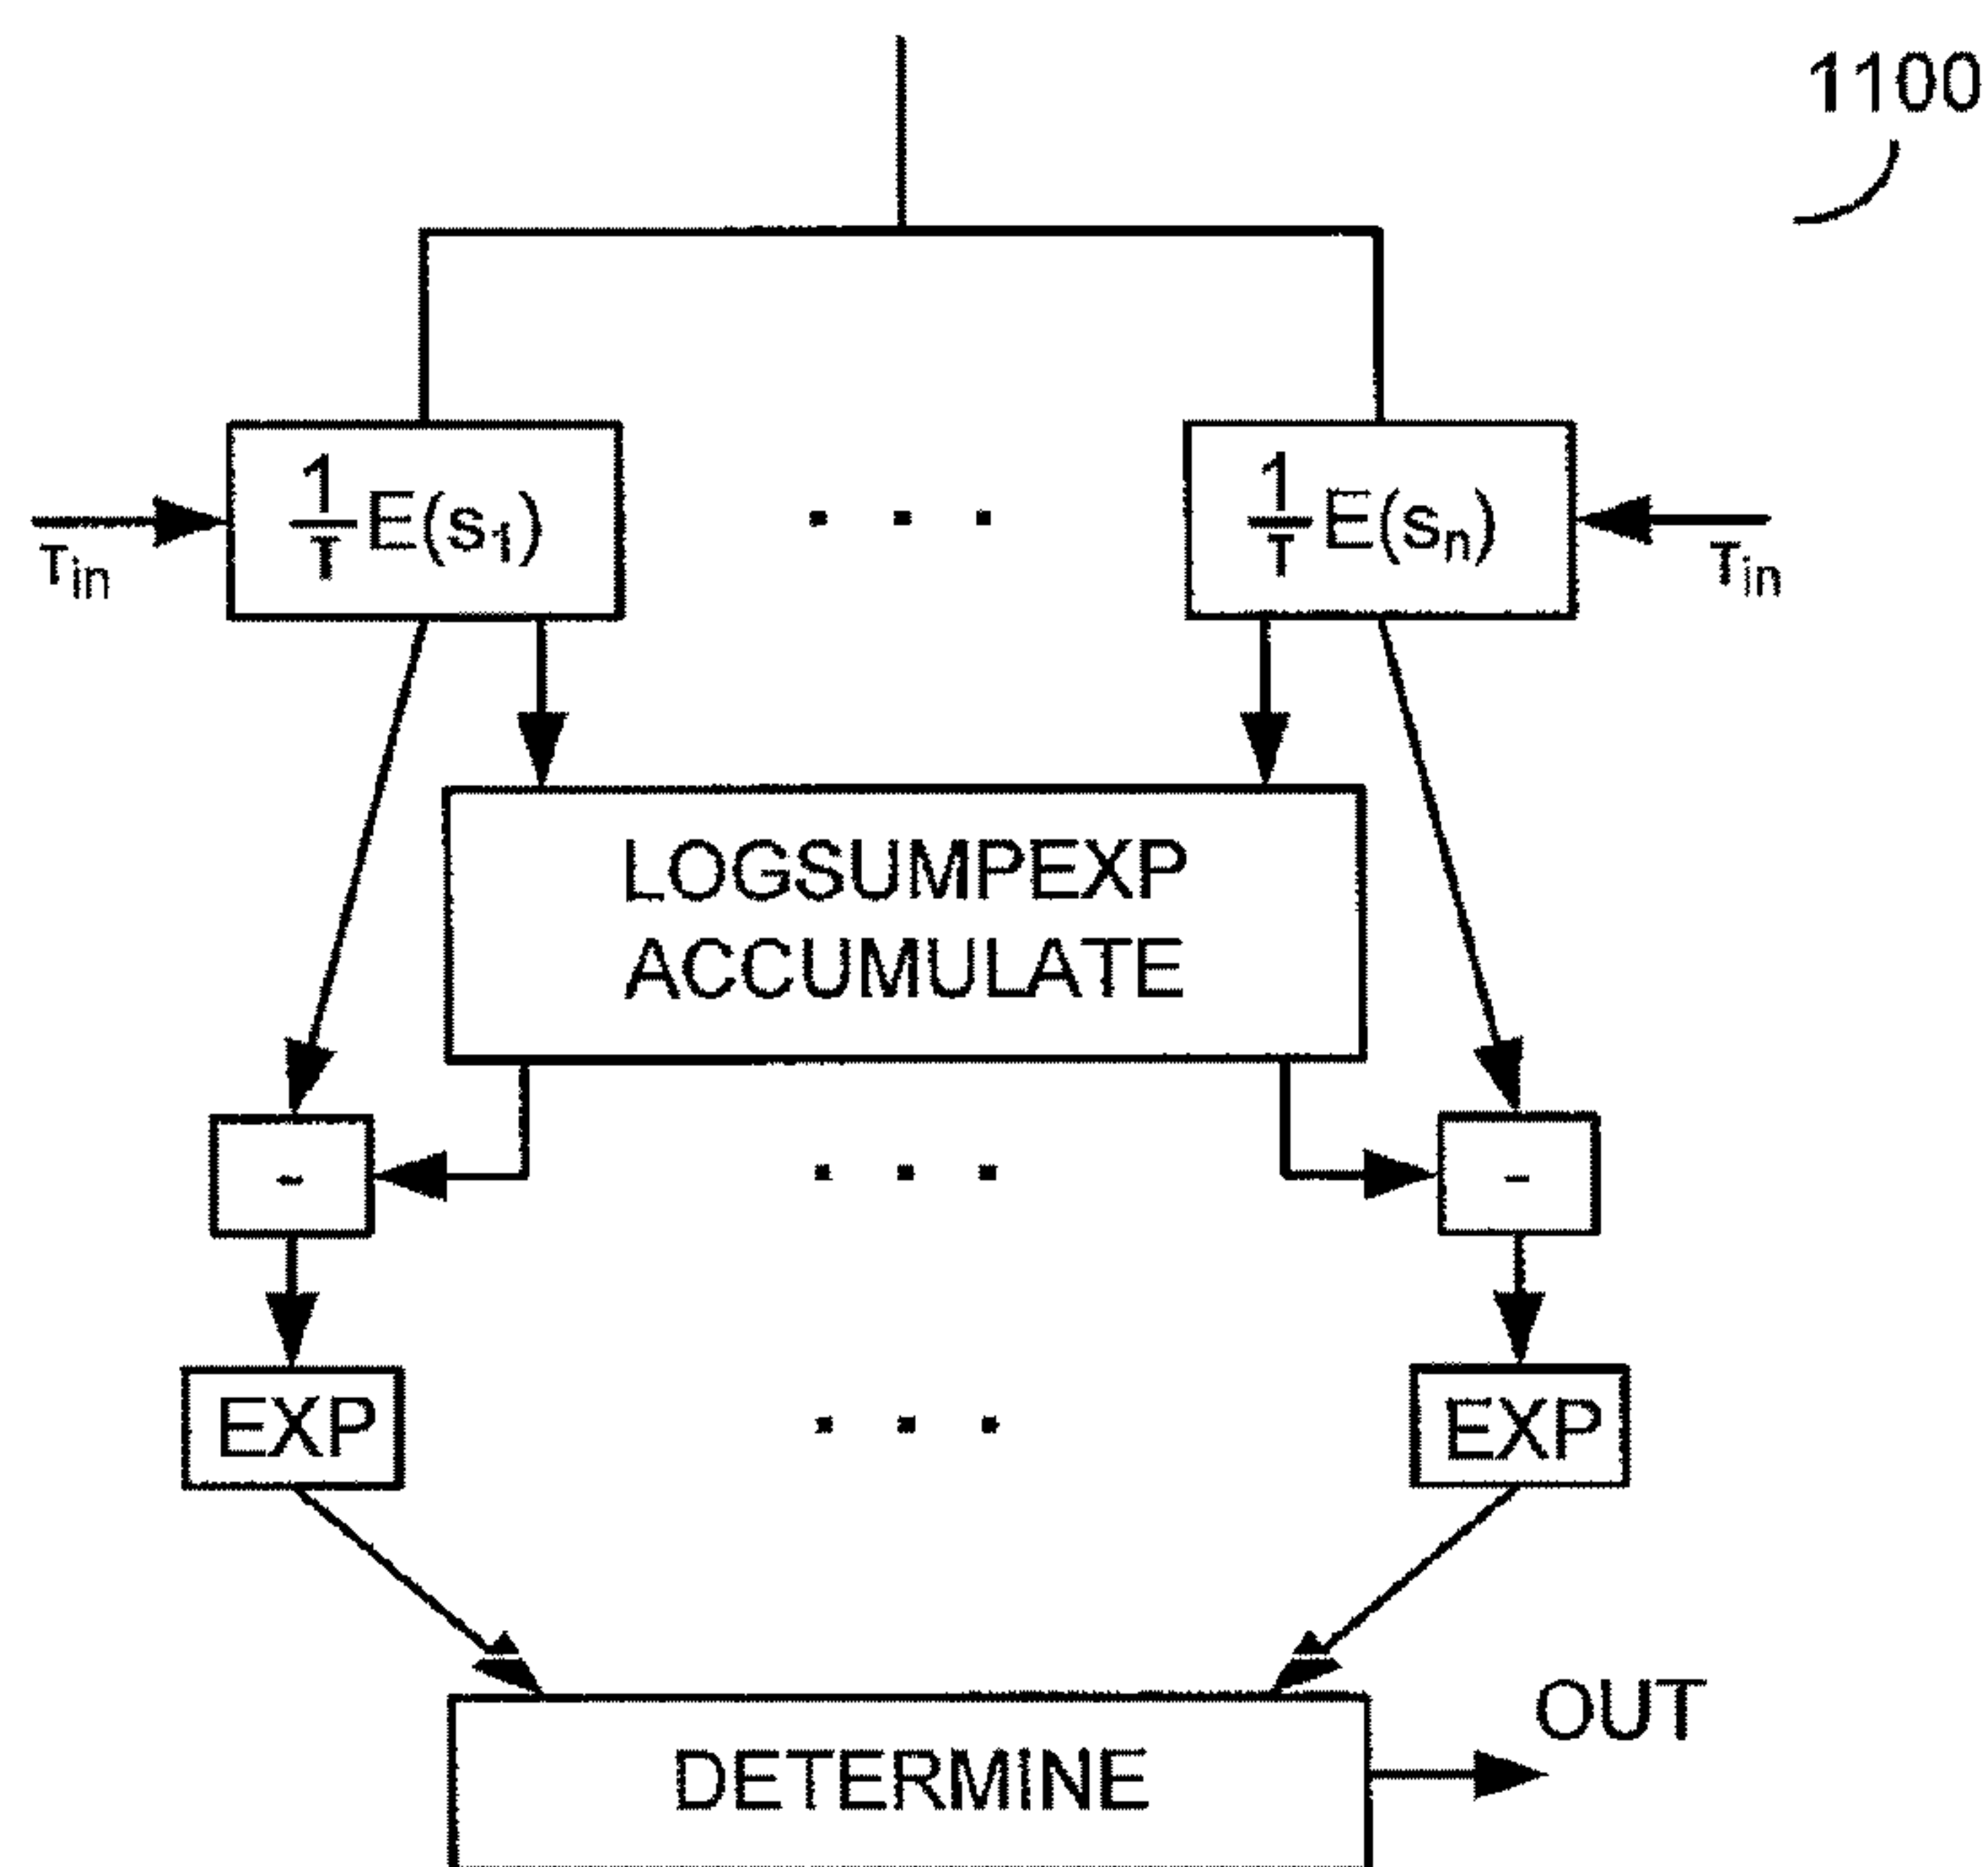 1100
1/T E(s1) . . . 1/T E(sn)
Tin Tin
LOGSUMPEXP
ACCUMULATE
- . . . -
EXP . . . EXP
OUT
DETERMINE